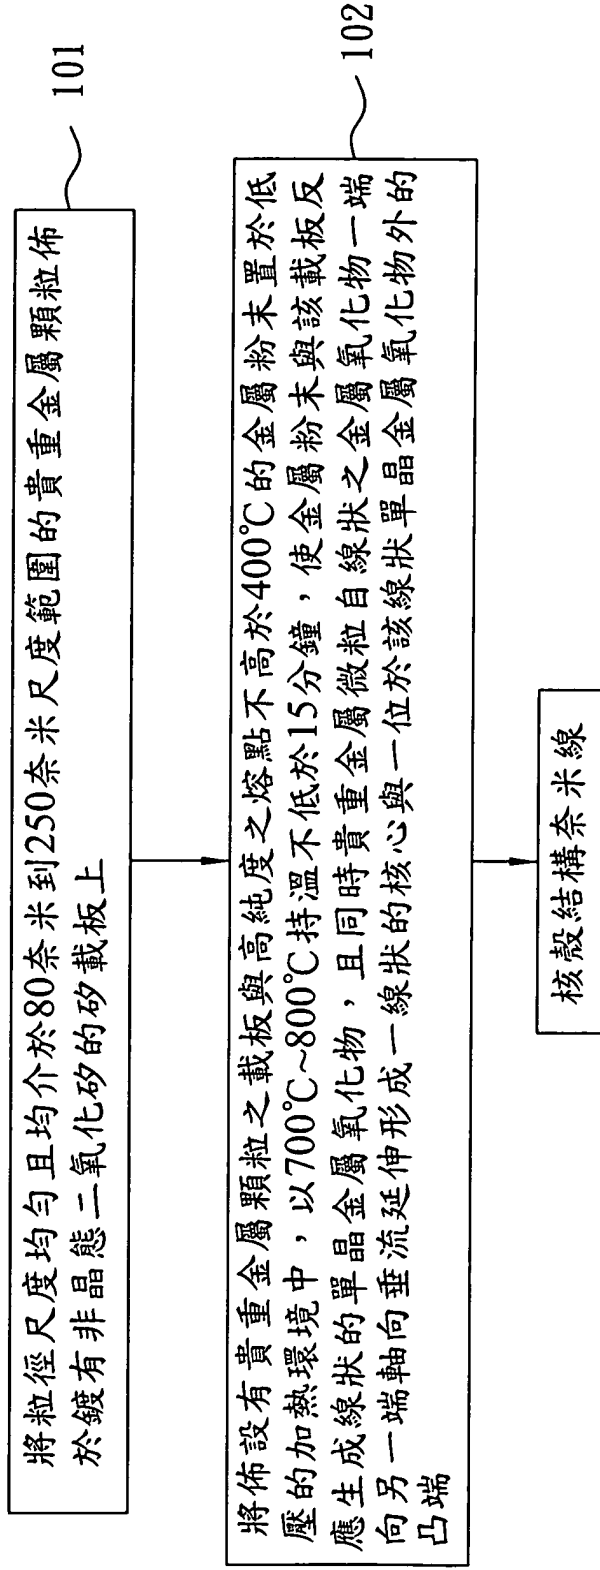 將粒徑尺度均勻且均介於80奈米到250奈米尺度範圍的貴重金屬顆粒佈
於鍍有非晶態二氧化矽的矽載板上
101
將佈設有貴重金屬顆粒之載板與高純度之熔點不高於400℃的金屬粉末置於低
壓的加熱環境中，以700℃~800℃持溫不低於15分鐘，使金屬粉末與該載板反
應生成線狀的單晶金屬氧化物，且同時貴重金屬微粒自線狀之金屬氧化物一端
向另一端軸向垂流延伸形成一線狀的核心與一位於該線狀單晶金屬氧化物外的
凸端
102
核殼結構奈米線